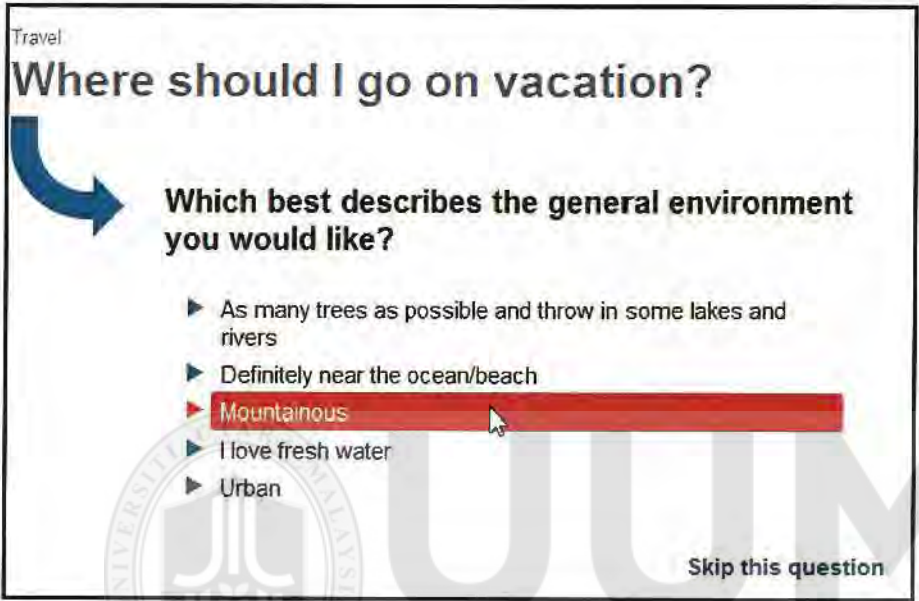 Travel
Where should I go on vacation?
Which best describes the general environment
you would like?
As many trees as possible and throw in some lakes and
rivers
Definitely near the ocean/beach
Mountainous
I love fresh water
Urban
Skip this question
UUM